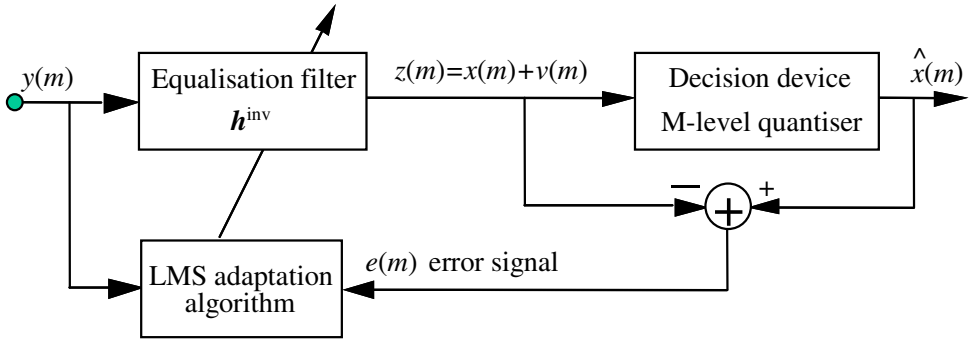 y(m)
Equalisation filter
h^inv
z(m)=x(m)+v(m)
Decision device
M-level quantiser
^
x(m)
−
+
+
LMS adaptation
algorithm
e(m) error signal